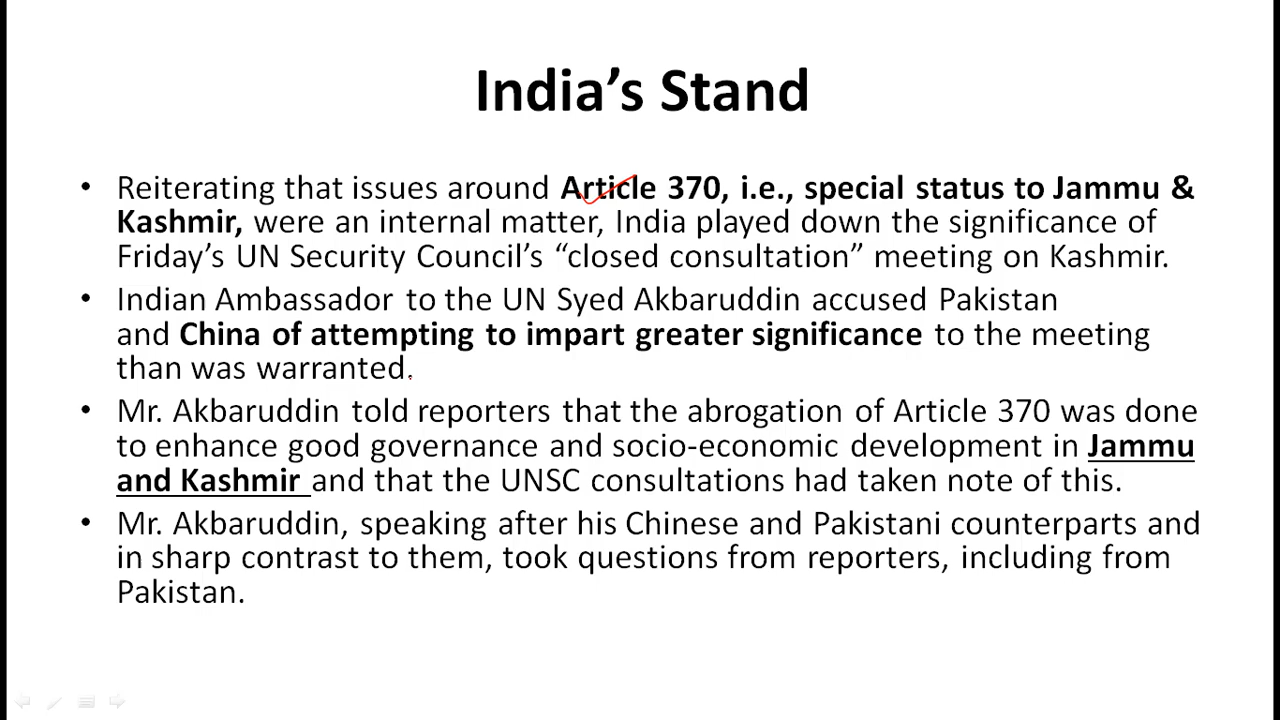 India’s Stand
• Reiterating that issues around Article 370, i.e., special status to Jammu &
Kashmir, were an internal matter, India played down the significance of
Friday’s UN Security Council’s “closed consultation” meeting on Kashmir.
• Indian Ambassador to the UN Syed Akbaruddin accused Pakistan
and China of attempting to impart greater significance to the meeting
than was warranted.
• Mr. Akbaruddin told reporters that the abrogation of Article 370 was done
to enhance good governance and socio-economic development in Jammu
and Kashmir and that the UNSC consultations had taken note of this.
• Mr. Akbaruddin, speaking after his Chinese and Pakistani counterparts and
in sharp contrast to them, took questions from reporters, including from
Pakistan.